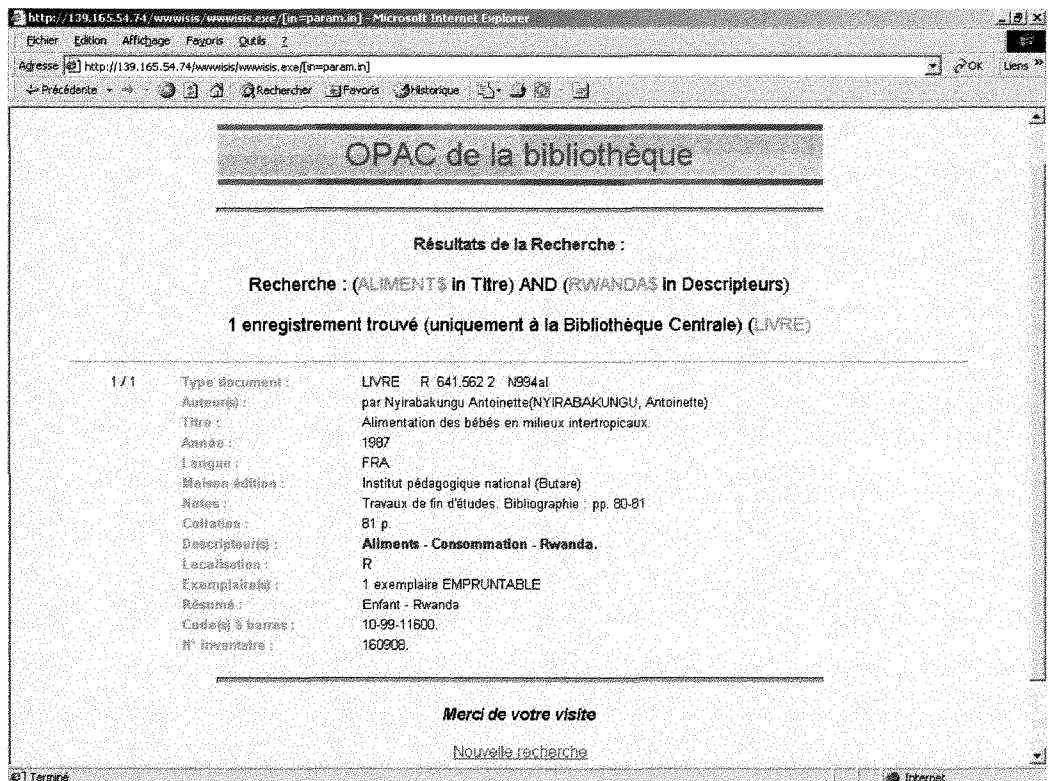 http://139.165.54.74/wwwisis/wwwisis.exe/[in=param.in] - Microsoft Internet Explorer
Fichier Edition Affichage Favoris Outils ?
Adresse http://139.165.54.74/wwwisis/wwwisis.exe/[in=param.in] OK Liens »
Précédente Rechercher Favoris Historique
OPAC de la bibliothèque
Résultats de la Recherche :
Recherche : (ALIMENT$ in Titre) AND (RWANDA$ in Descripteurs)
1 enregistrement trouvé (uniquement à la Bibliothèque Centrale) (LIVRE)
1 / 1 Type document : LIVRE R 641.562 2 N994al
Auteur(s) : par Nyirabakungu Antoinette(NYIRABAKUNGU, Antoinette)
Titre : Alimentation des bébés en milieux intertropicaux.
Année : 1987
Langue : FRA
Maison édition : Institut pédagogique national (Butare)
Notes : Travaux de fin d'études. Bibliographie : pp. 80-81
Collation : 81 p.
Descripteur(s) : Aliments - Consommation - Rwanda.
Localisation : R
Exemplaire(s) : 1 exemplaire EMPRUNTABLE
Résumé : Enfant - Rwanda
Code(s) à barres : 10-99-11600.
N° inventaire : 160908.
Merci de votre visite
Nouvelle recherche
Terminé Internet